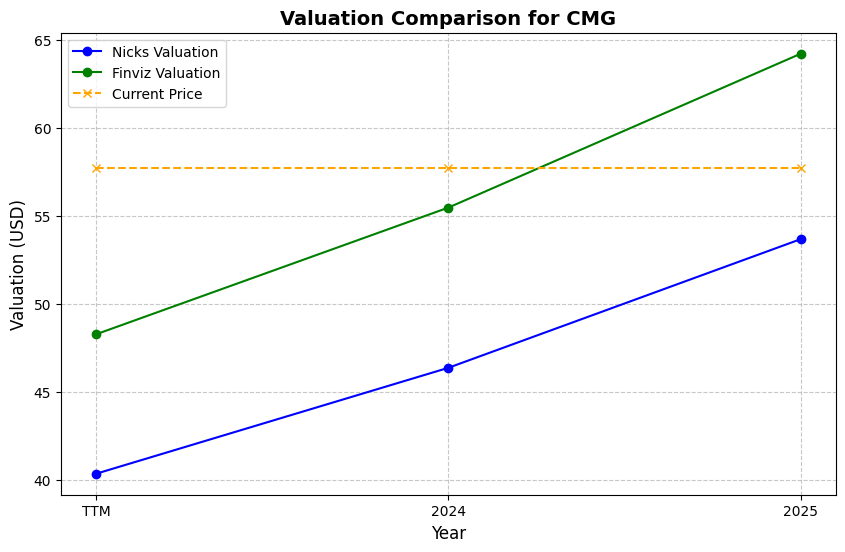 Valuation Comparison for CMG
Nicks Valuation
Finviz Valuation
Current Price
Valuation (USD)
65
60
55
50
45
40
TTM
2024
2025
Year